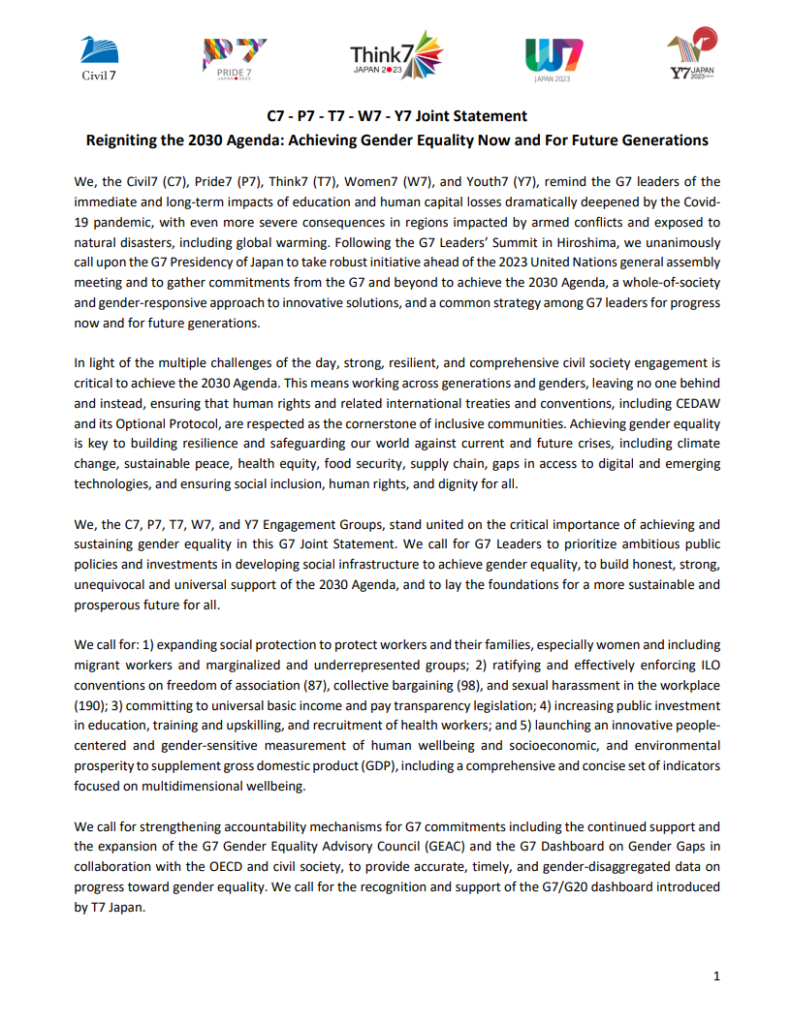 Civil 7
P7
PRIDE 7
JAPAN 2023
Think7
JAPAN 2023
W7
JAPAN 2023
Y7 JAPAN
2023
C7 - P7 - T7 - W7 - Y7 Joint Statement
Reigniting the 2030 Agenda: Achieving Gender Equality Now and For Future Generations
We, the Civil7 (C7), Pride7 (P7), Think7 (T7), Women7 (W7), and Youth7 (Y7), remind the G7 leaders of the
immediate and long-term impacts of education and human capital losses dramatically deepened by the Covid-
19 pandemic, with even more severe consequences in regions impacted by armed conflicts and exposed to
natural disasters, including global warming. Following the G7 Leaders’ Summit in Hiroshima, we unanimously
call upon the G7 Presidency of Japan to take robust initiative ahead of the 2023 United Nations general assembly
meeting and to gather commitments from the G7 and beyond to achieve the 2030 Agenda, a whole-of-society
and gender-responsive approach to innovative solutions, and a common strategy among G7 leaders for progress
now and for future generations.
In light of the multiple challenges of the day, strong, resilient, and comprehensive civil society engagement is
critical to achieve the 2030 Agenda. This means working across generations and genders, leaving no one behind
and instead, ensuring that human rights and related international treaties and conventions, including CEDAW
and its Optional Protocol, are respected as the cornerstone of inclusive communities. Achieving gender equality
is key to building resilience and safeguarding our world against current and future crises, including climate
change, sustainable peace, health equity, food security, supply chain, gaps in access to digital and emerging
technologies, and ensuring social inclusion, human rights, and dignity for all.
We, the C7, P7, T7, W7, and Y7 Engagement Groups, stand united on the critical importance of achieving and
sustaining gender equality in this G7 Joint Statement. We call for G7 Leaders to prioritize ambitious public
policies and investments in developing social infrastructure to achieve gender equality, to build honest, strong,
unequivocal and universal support of the 2030 Agenda, and to lay the foundations for a more sustainable and
prosperous future for all.
We call for: 1) expanding social protection to protect workers and their families, especially women and including
migrant workers and marginalized and underrepresented groups; 2) ratifying and effectively enforcing ILO
conventions on freedom of association (87), collective bargaining (98), and sexual harassment in the workplace
(190); 3) committing to universal basic income and pay transparency legislation; 4) increasing public investment
in education, training and upskilling, and recruitment of health workers; and 5) launching an innovative people-
centered and gender-sensitive measurement of human wellbeing and socioeconomic, and environmental
prosperity to supplement gross domestic product (GDP), including a comprehensive and concise set of indicators
focused on multidimensional wellbeing.
We call for strengthening accountability mechanisms for G7 commitments including the continued support and
the expansion of the G7 Gender Equality Advisory Council (GEAC) and the G7 Dashboard on Gender Gaps in
collaboration with the OECD and civil society, to provide accurate, timely, and gender-disaggregated data on
progress toward gender equality. We call for the recognition and support of the G7/G20 dashboard introduced
by T7 Japan.
1